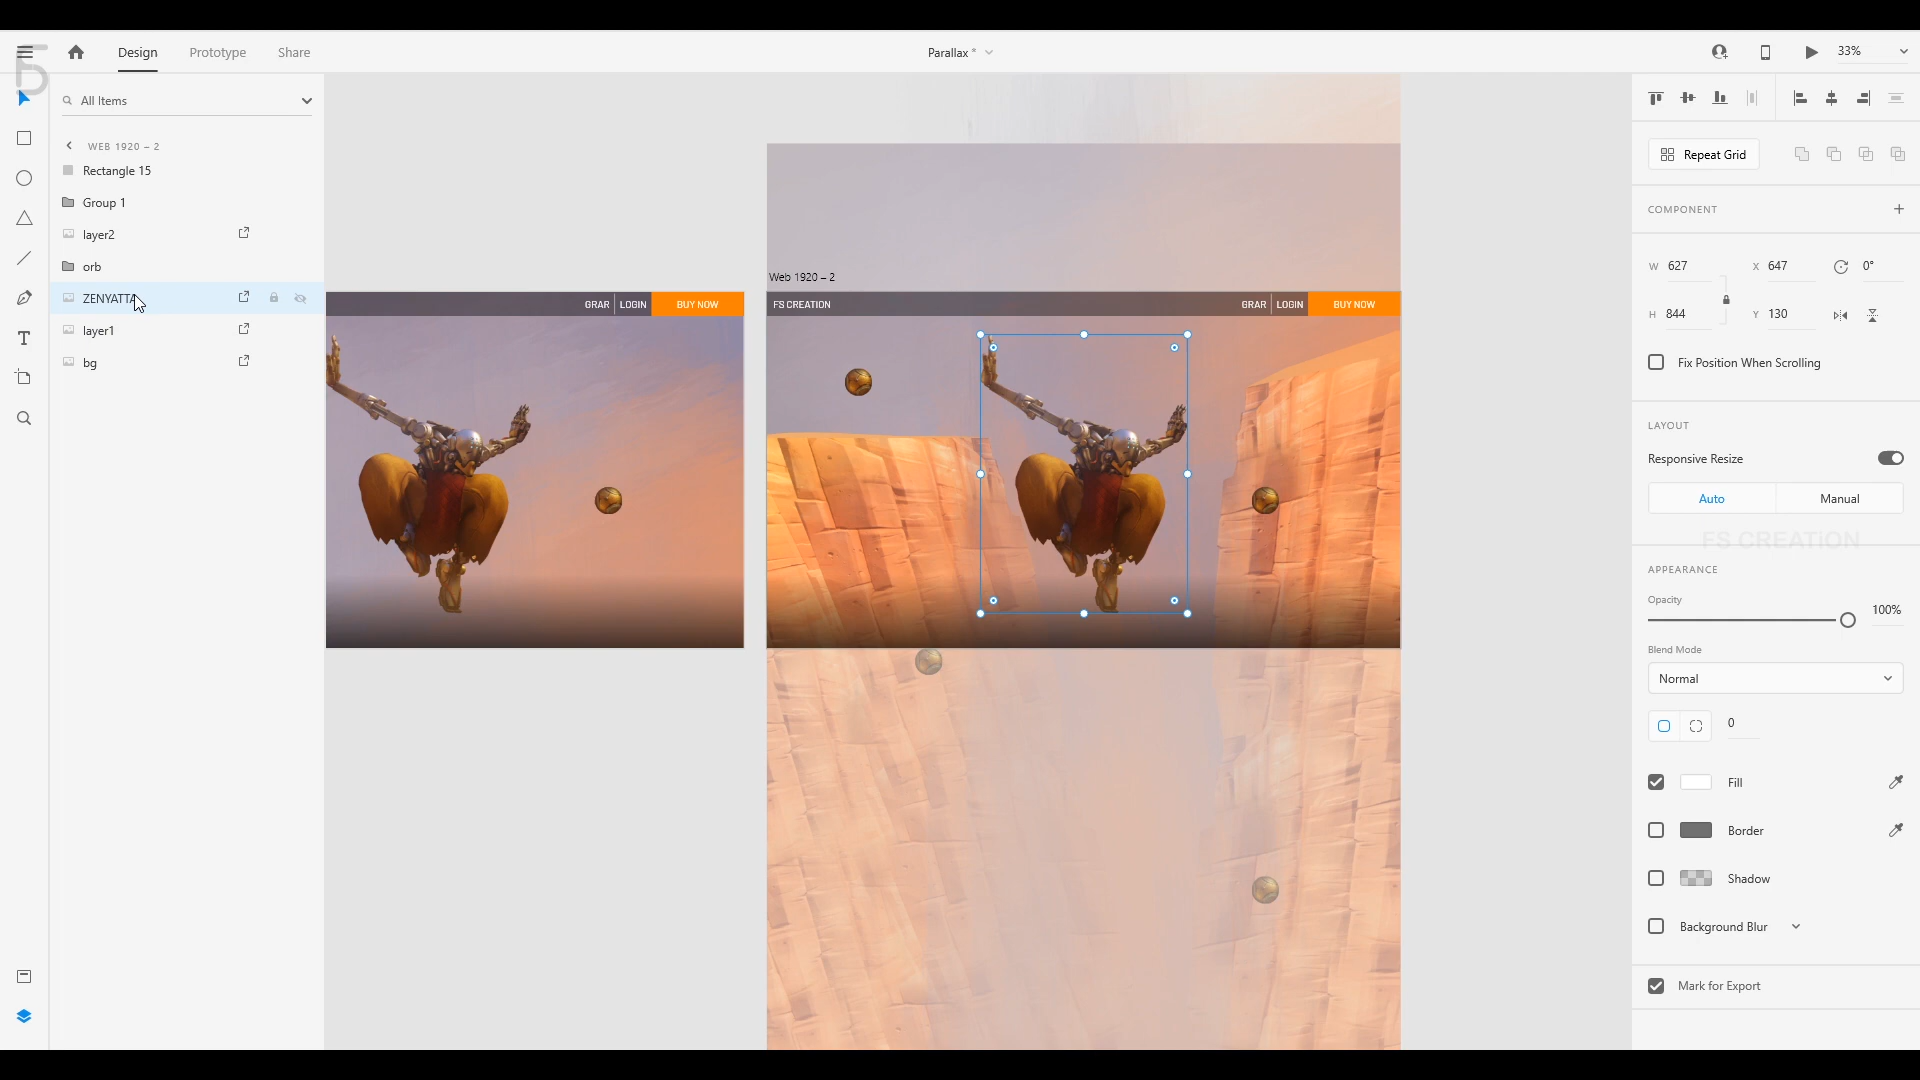 Design Prototype Share
Parallax *
33%
All Items
WEB 1920 – 2
Rectangle 15
Group 1
layer2
orb
ZENYATTA
layer1
bg
Web 1920 – 2
GRAR LOGIN BUY NOW
FS CREATION GRAR LOGIN BUY NOW
Repeat Grid
COMPONENT
W 627 X 647 0°
H 844 Y 130
Fix Position When Scrolling
LAYOUT
Responsive Resize
Auto Manual
FS CREATiON
APPEARANCE
Opacity
100%
Blend Mode
Normal
0
Fill
Border
Shadow
Background Blur
Mark for Export